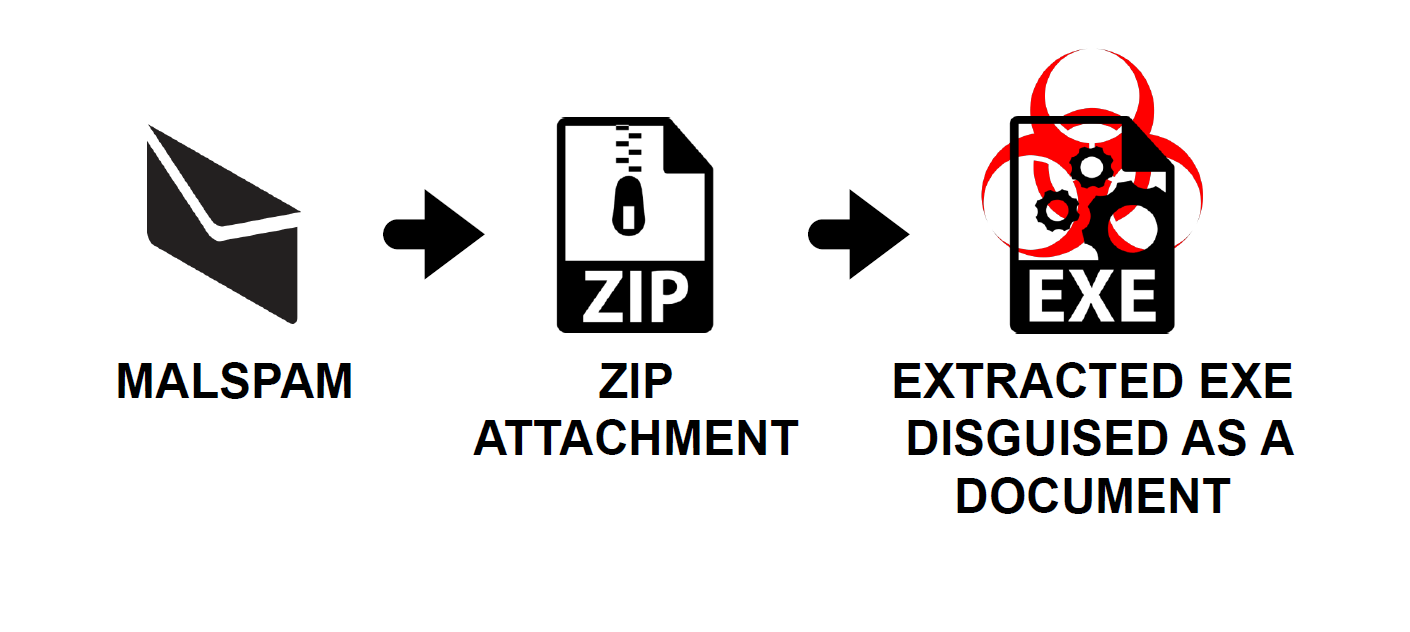 ZIP
EXE
MALSPAM
ZIP
ATTACHMENT
EXTRACTED EXE
DISGUISED AS A
DOCUMENT